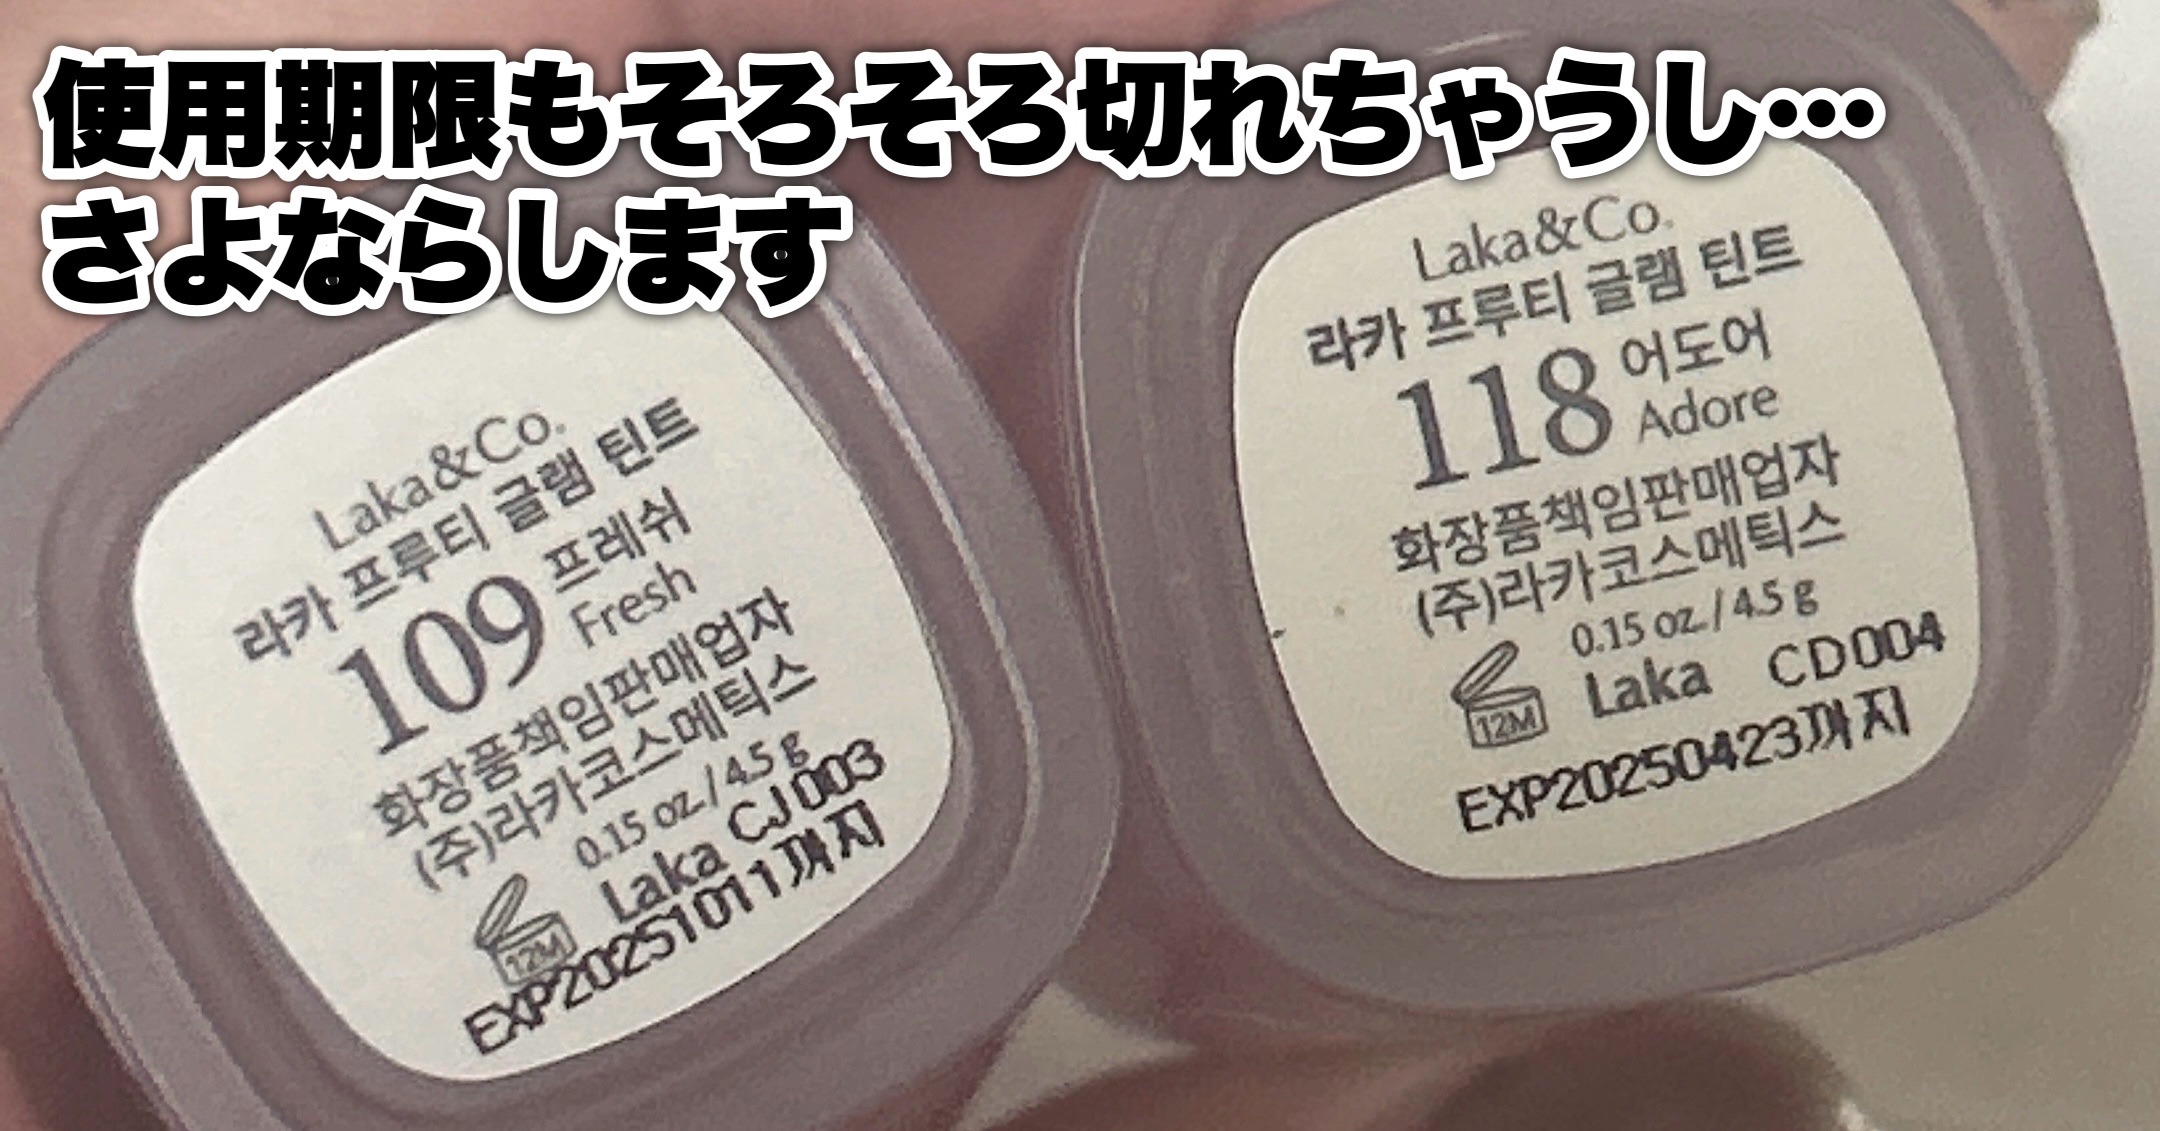 使用期限もそろそろ切れちゃうし…
さよならします
Laka&Co.
라카 프루티 글램 틴트
109 프레쉬
Fresh
화장품책임판매업자
(주)라카코스메틱스
0.15 oz./4.5 g
12M Laka CJ003
EXP20251011까지
Laka&Co.
라카 프루티 글램 틴트
118 어도어
Adore
화장품책임판매업자
(주)라카코스메틱스
0.15 oz./4.5 g
12M Laka CD004
EXP20250423까지